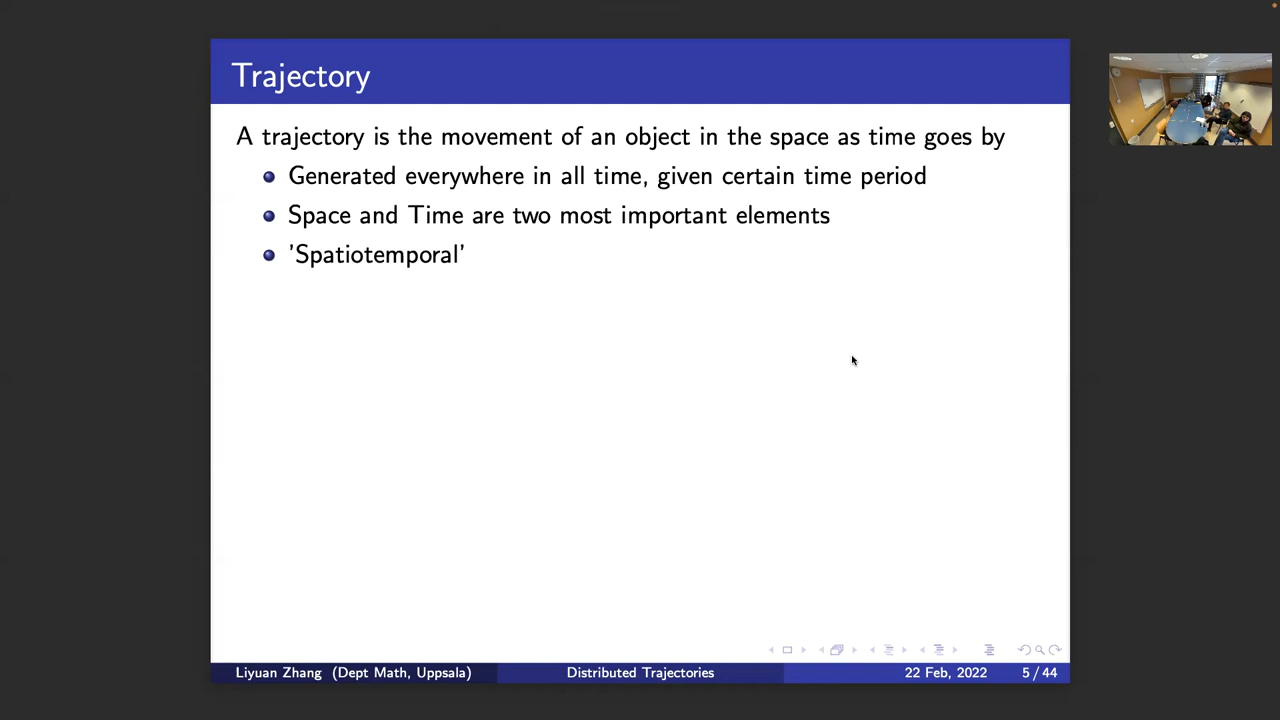 Trajectory
A trajectory is the movement of an object in the space as time goes by
Generated everywhere in all time, given certain time period
Space and Time are two most important elements
'Spatiotemporal'
Liyuan Zhang (Dept Math, Uppsala)
Distributed Trajectories
22 Feb, 2022
5 / 44